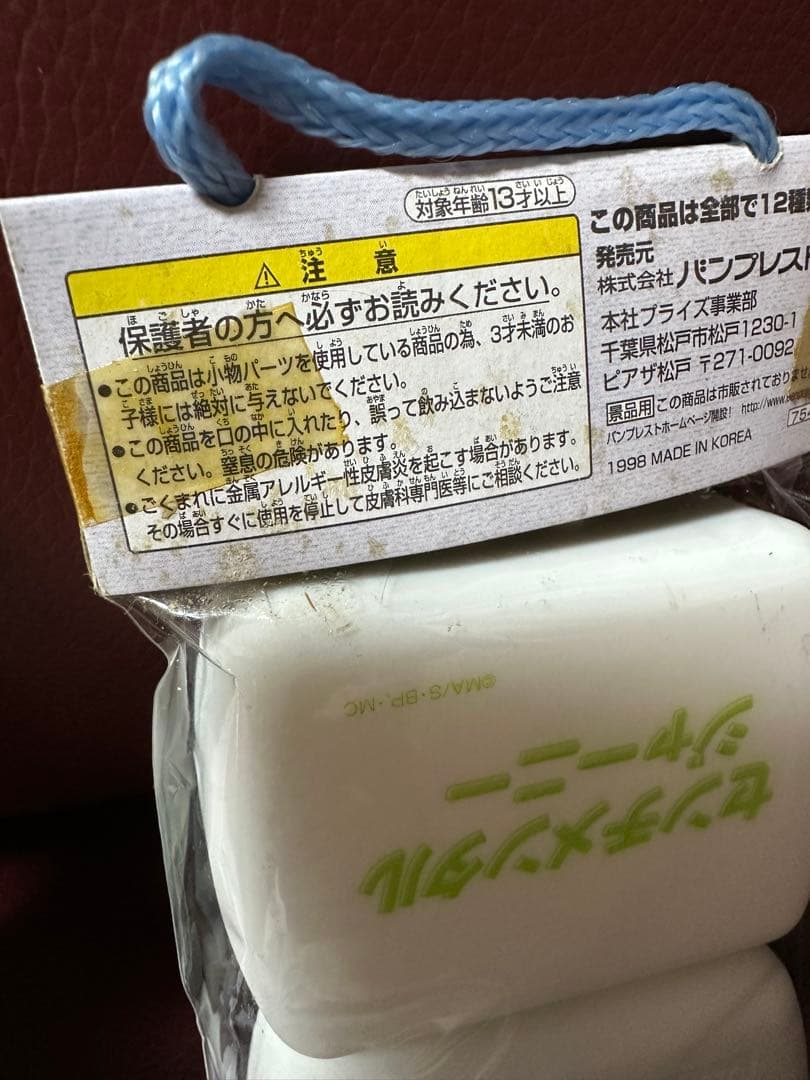 対象年齢13才以上
⚠注意
保護者の方へ必ずお読みください。
●この商品は小物パーツを使用している商品の為、3才未満のお
子様には絶対に与えないでください。
●この商品を口の中に入れたり、誤って飲み込まないようご注意
ください。窒息の危険があります。
●ごくまれに金属アレルギー性皮膚炎を起こす場合があります。
その場合すぐに使用を停止して皮膚科専門医等にご相談ください。
この商品は全部で12種
発売元
株式会社バンプレスト
本社プライズ事業部
千葉県松戸市松戸1230-1
ピアザ松戸 〒271-0092
景品用 この商品は市販されておりませ
バンプレストホームページ開設! http://www
1998 MADE IN KOREA
センチメンタル
ジャーニー
©MA/S・BP・MC